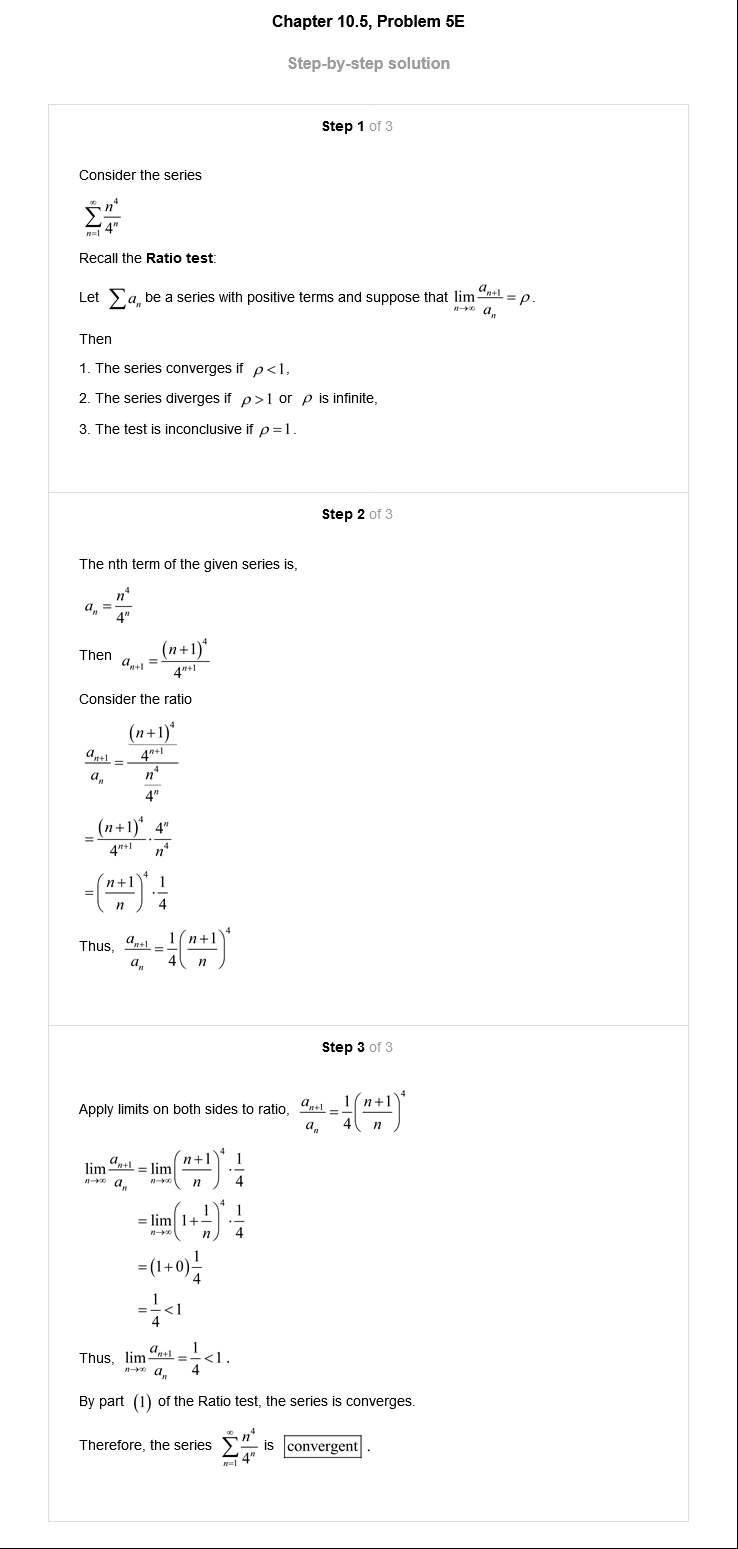 Chapter 10.5, Problem 5E
Step-by-step solution
Step 1 of 3
Consider the series
$\sum_{n=1}^{\infty} \frac{n^4}{4^n}$
Recall the Ratio test:
Let $\sum a_n$ be a series with positive terms and suppose that $\lim_{n \to \infty} \frac{a_{n+1}}{a_n} = \rho$.
Then
1. The series converges if $\rho < 1$,
2. The series diverges if $\rho > 1$ or $\rho$ is infinite,
3. The test is inconclusive if $\rho = 1$.
Step 2 of 3
The nth term of the given series is,
$a_n = \frac{n^4}{4^n}$
Then $a_{n+1} = \frac{(n+1)^4}{4^{n+1}}$
Consider the ratio
$\frac{a_{n+1}}{a_n} = \frac{\frac{(n+1)^4}{4^{n+1}}}{\frac{n^4}{4^n}}$
$= \frac{(n+1)^4}{4^{n+1}} \cdot \frac{4^n}{n^4}$
$= \left(\frac{n+1}{n}\right)^4 \cdot \frac{1}{4}$
Thus, $\frac{a_{n+1}}{a_n} = \frac{1}{4}\left(\frac{n+1}{n}\right)^4$
Step 3 of 3
Apply limits on both sides to ratio, $\frac{a_{n+1}}{a_n} = \frac{1}{4}\left(\frac{n+1}{n}\right)^4$
$\lim_{n \to \infty} \frac{a_{n+1}}{a_n} = \lim_{n \to \infty} \left(\frac{n+1}{n}\right)^4 \cdot \frac{1}{4}$
$= \lim_{n \to \infty} \left(1 + \frac{1}{n}\right)^4 \cdot \frac{1}{4}$
$= (1+0)\frac{1}{4}$
$= \frac{1}{4} < 1$
Thus, $\lim_{n \to \infty} \frac{a_{n+1}}{a_n} = \frac{1}{4} < 1$.
By part (1) of the Ratio test, the series is converges.
Therefore, the series $\sum_{n=1}^{\infty} \frac{n^4}{4^n}$ is convergent.